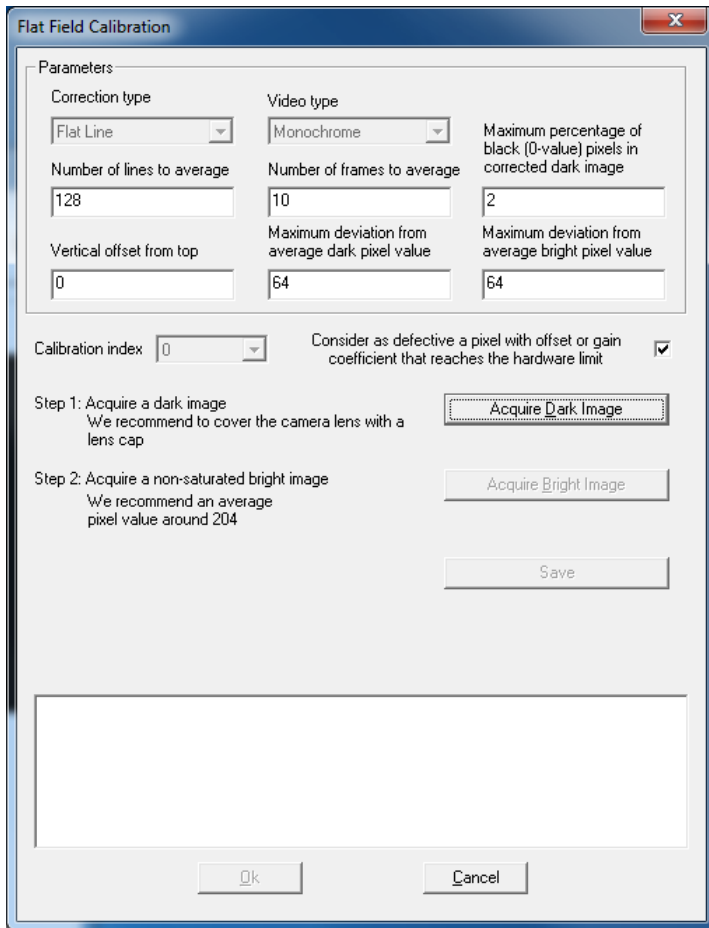 Flat Field Calibration
Parameters
Correction type
Video type
Maximum percentage of
black (0-value) pixels in
corrected dark image
Flat Line
Monochrome
Number of lines to average
Number of frames to average
128
10
2
Vertical offset from top
Maximum deviation from
average dark pixel value
Maximum deviation from
average bright pixel value
0
64
64
Calibration index
0
Consider as defective a pixel with offset or gain
coefficient that reaches the hardware limit
Step 1: Acquire a dark image
We recommend to cover the camera lens with a
lens cap
Acquire Dark Image
Step 2: Acquire a non-saturated bright image
We recommend an average
pixel value around 204
Acquire Bright Image
Save
Ok
Cancel